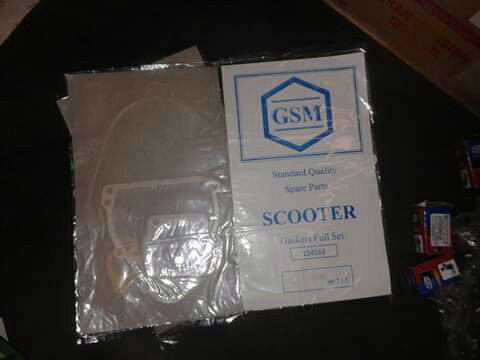 GSM
Standard Quality
Spare Parts
SCOOTER
Gaskets Full Set